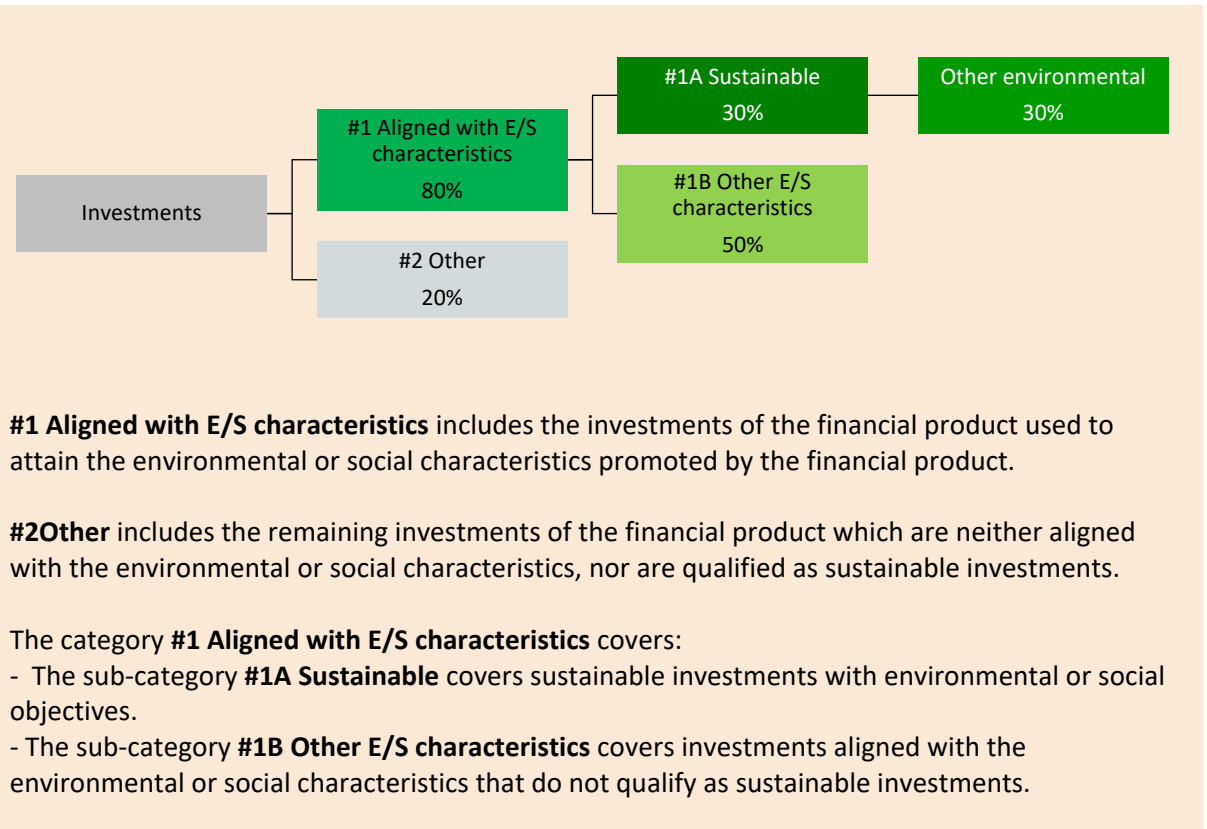 #1A Sustainable
30%
Other environmental
30%
#1 Aligned with E/S
characteristics
80%
#1B Other E/S
characteristics
50%
Investments
#2 Other
20%
#1 Aligned with E/S characteristics includes the investments of the financial product used to
attain the environmental or social characteristics promoted by the financial product.
#2Other includes the remaining investments of the financial product which are neither aligned
with the environmental or social characteristics, nor are qualified as sustainable investments.
The category #1 Aligned with E/S characteristics covers:
- The sub-category #1A Sustainable covers sustainable investments with environmental or social
objectives.
- The sub-category #1B Other E/S characteristics covers investments aligned with the
environmental or social characteristics that do not qualify as sustainable investments.